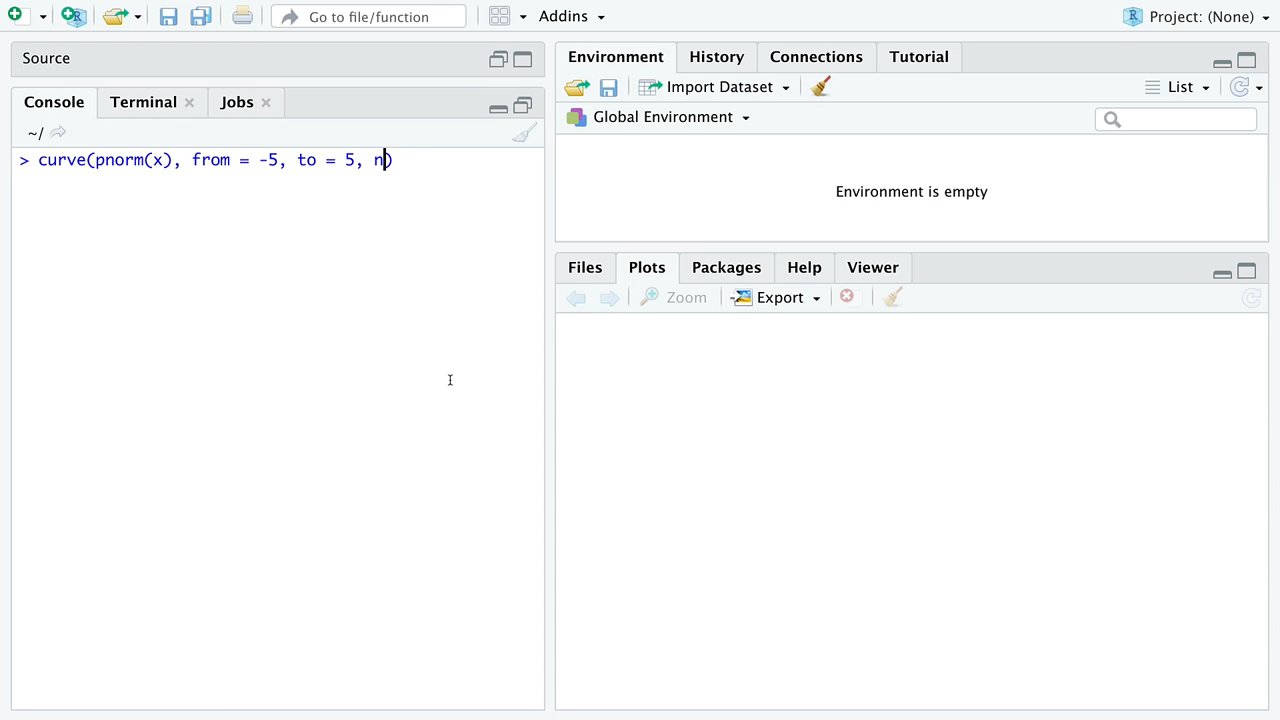 Go to file/function
Addins
Project: (None)
Source
Console
Terminal
Jobs
~/
> curve(pnorm(x), from = -5, to = 5, n)
Environment
History
Connections
Tutorial
Import Dataset
List
Global Environment
Environment is empty
Files
Plots
Packages
Help
Viewer
Zoom
Export